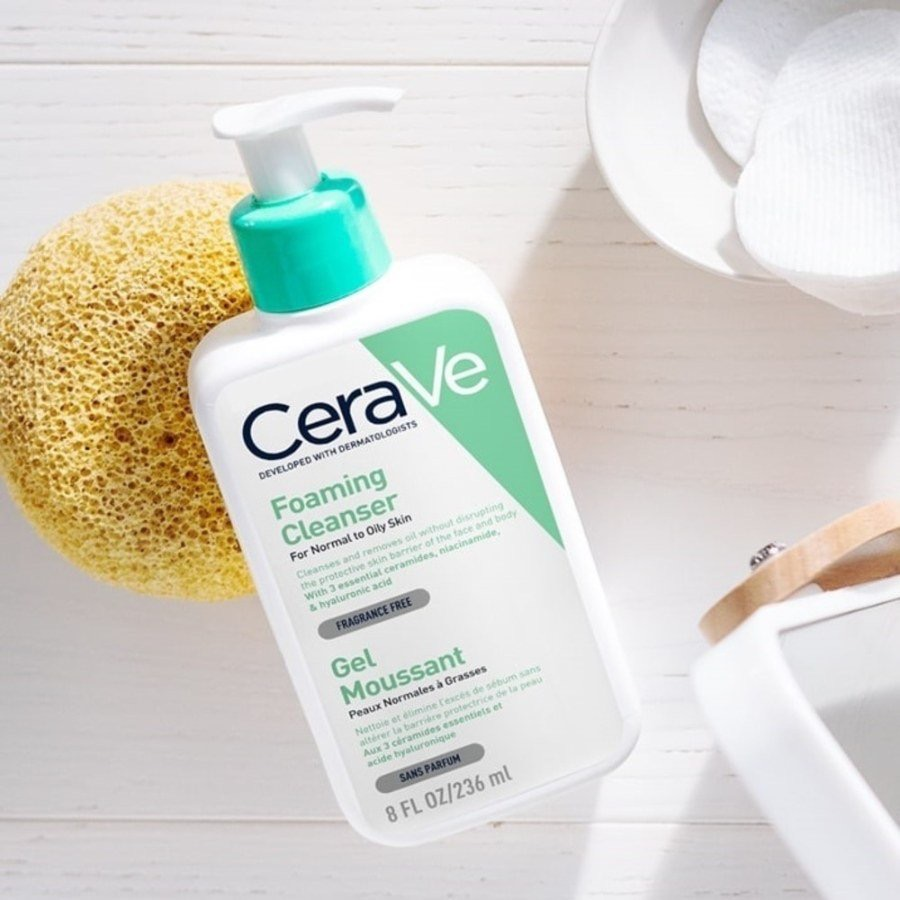 CeraVe
DEVELOPED WITH DERMATOLOGISTS
Foaming
Cleanser
For Normal to Oily Skin
Cleanses and removes oil without disrupting
the protective skin barrier of the face and body
With 3 essential ceramides, niacinamide,
& hyaluronic acid
FRAGRANCE FREE
Gel
Moussant
Peaux Normales à Grasses
Nettoie et élimine l'excés de sébum sans
altérer la barrière protectrice de la peau
Aux 3 céramides essentiels et
acide hyaluronique
SANS PARFUM
8 FL OZ/236 ml